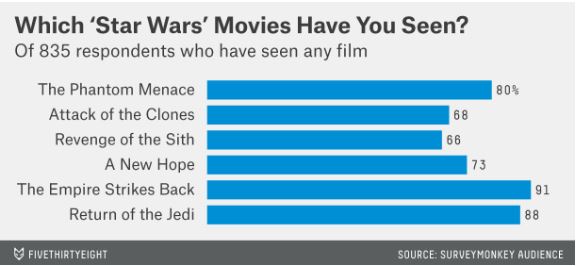 Which ‘Star Wars’ Movies Have You Seen?
Of 835 respondents who have seen any film
The Phantom Menace 80%
Attack of the Clones 68
Revenge of the Sith 66
A New Hope 73
The Empire Strikes Back 91
Return of the Jedi 88
FIVETHIRTYEIGHT SOURCE: SURVEYMONKEY AUDIENCE